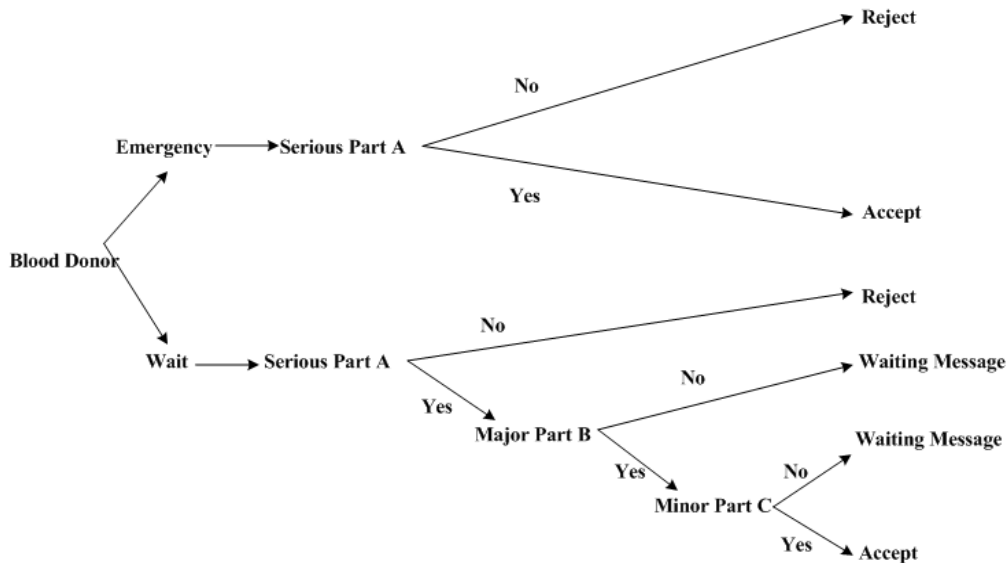 Reject
No
Emergency
Serious Part A
Yes
Accept
Blood Donor
Reject
No
Wait
Serious Part A
Waiting Message
No
Yes
Major Part B
Waiting Message
No
Yes
Minor Part C
Yes
Accept